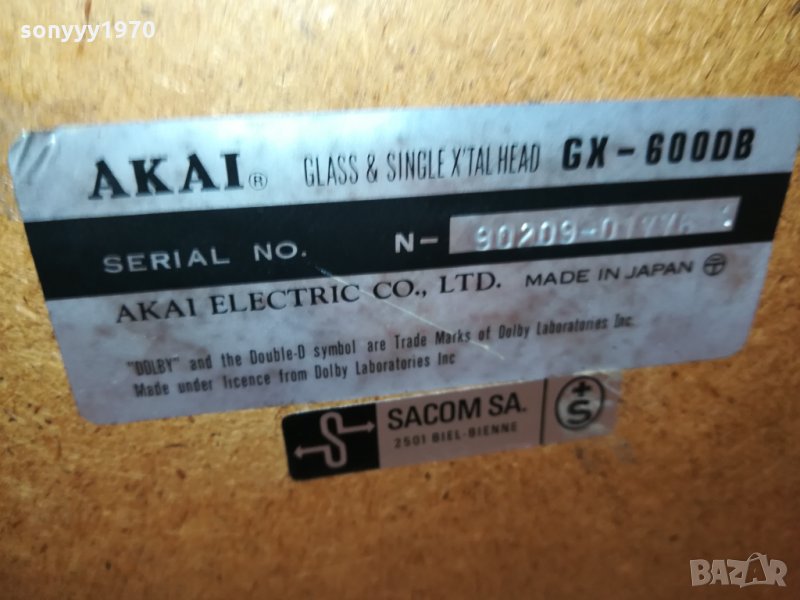 sonyyy1970
AKAI® GLASS & SINGLE X'TAL HEAD GX-600DB
SERIAL NO. N-
AKAI ELECTRIC CO., LTD. MADE IN JAPAN
"DOLBY" and the Double-D symbol are Trade Marks of Dolby Laboratories Inc.
Made under licence from Dolby Laboratories Inc
S SACOM SA. +S
2501 BIEL-BIENNE
BAZAR